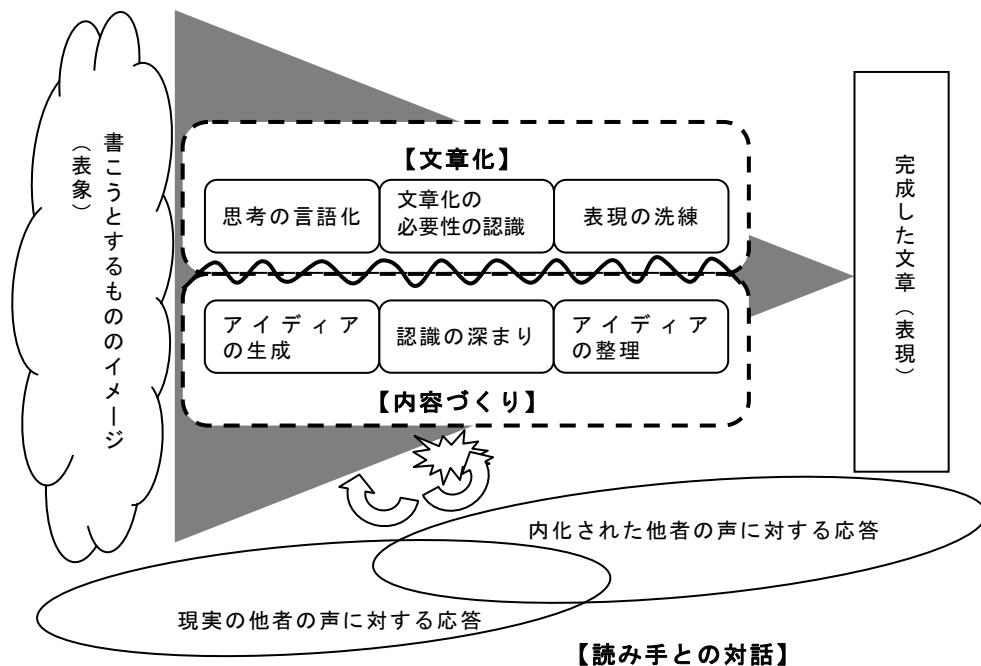 書こうとするもののイメージ
（表象）
【文章化】
思考の言語化
文章化の
必要性の認識
表現の洗練
アイディア
の生成
認識の深まり
アイディア
の整理
【内容づくり】
完成した文章（表現）
内化された他者の声に対する応答
現実の他者の声に対する応答
【読み手との対話】